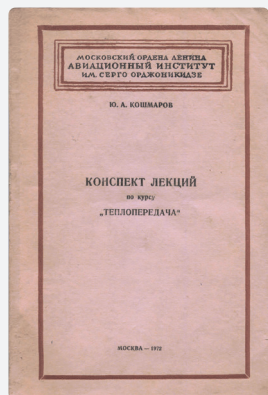 МОСКОВСКИЙ ОРДЕНА ЛЕНИНА
АВИАЦИОННЫЙ ИНСТИТУТ
ИМ. СЕРГО ОРДЖОНИКИДЗЕ
Ю. А. КОШМАРОВ
КОНСПЕКТ ЛЕКЦИЙ
по курсу
„ТЕПЛОПЕРЕДАЧА“
МОСКВА — 1972